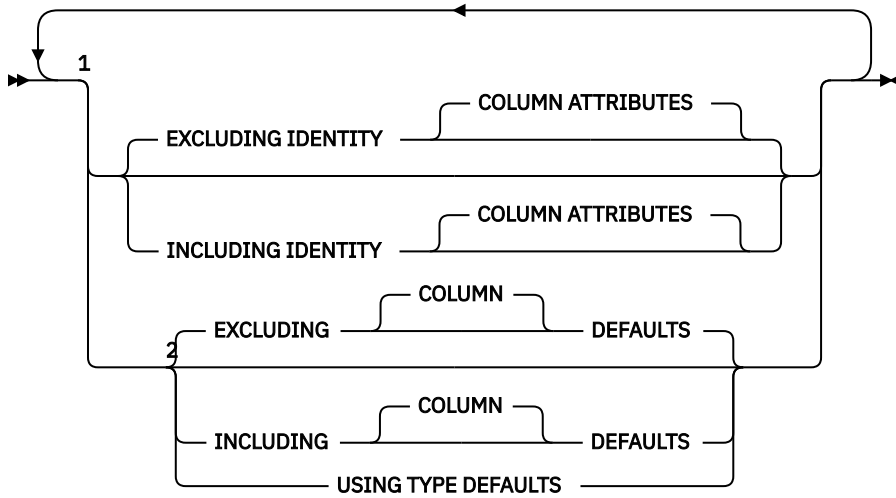 1
COLUMN ATTRIBUTES
EXCLUDING IDENTITY
COLUMN ATTRIBUTES
INCLUDING IDENTITY
COLUMN
EXCLUDING DEFAULTS
2
COLUMN
INCLUDING DEFAULTS
USING TYPE DEFAULTS